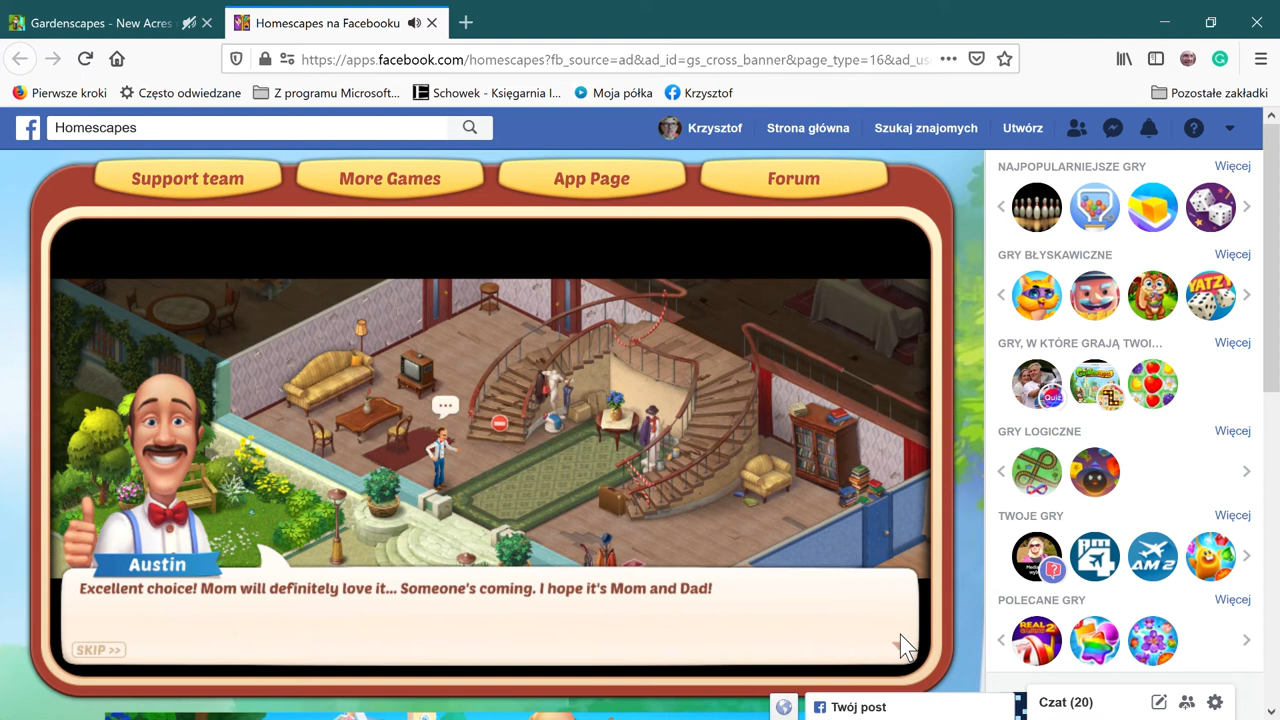 Gardenscapes - New Acres
Homescapes na Facebooku
https://apps.facebook.com/homescapes?fb_source=ad&ad_id=gs_cross_banner&page_type=16&ad_us
Pierwsze kroki
Często odwiedzane
Z programu Microsoft...
Schowek - Księgarnia I...
Moja półka
Krzysztof
Pozostałe zakładki
Homescapes
Krzysztof
Strona główna
Szukaj znajomych
Utwórz
Support team
More Games
App Page
Forum
NAJPOPULARNIEJSZE GRY
Więcej
GRY BŁYSKAWICZNE
Więcej
YATZY
GRY, W KTÓRE GRAJĄ TWOI...
Więcej
Quiz
GRY LOGICZNE
Więcej
TWOJE GRY
Więcej
AM 2
POLECANE GRY
Więcej
REAL
2
Austin
Excellent choice! Mom will definitely love it... Someone's coming. I hope it's Mom and Dad!
SKIP >>
Twój post
Czat (20)